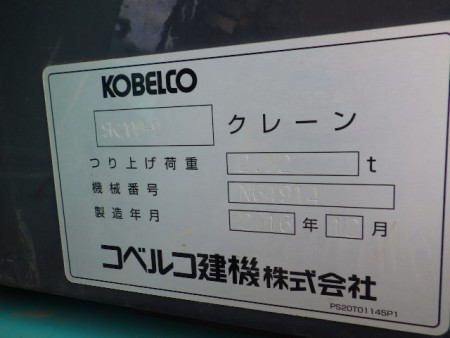 KOBELCO
クレーン
つり上げ荷重 t
機械番号
製造年月 2016 年 月
コベルコ建機株式会社
PS20T01145P1